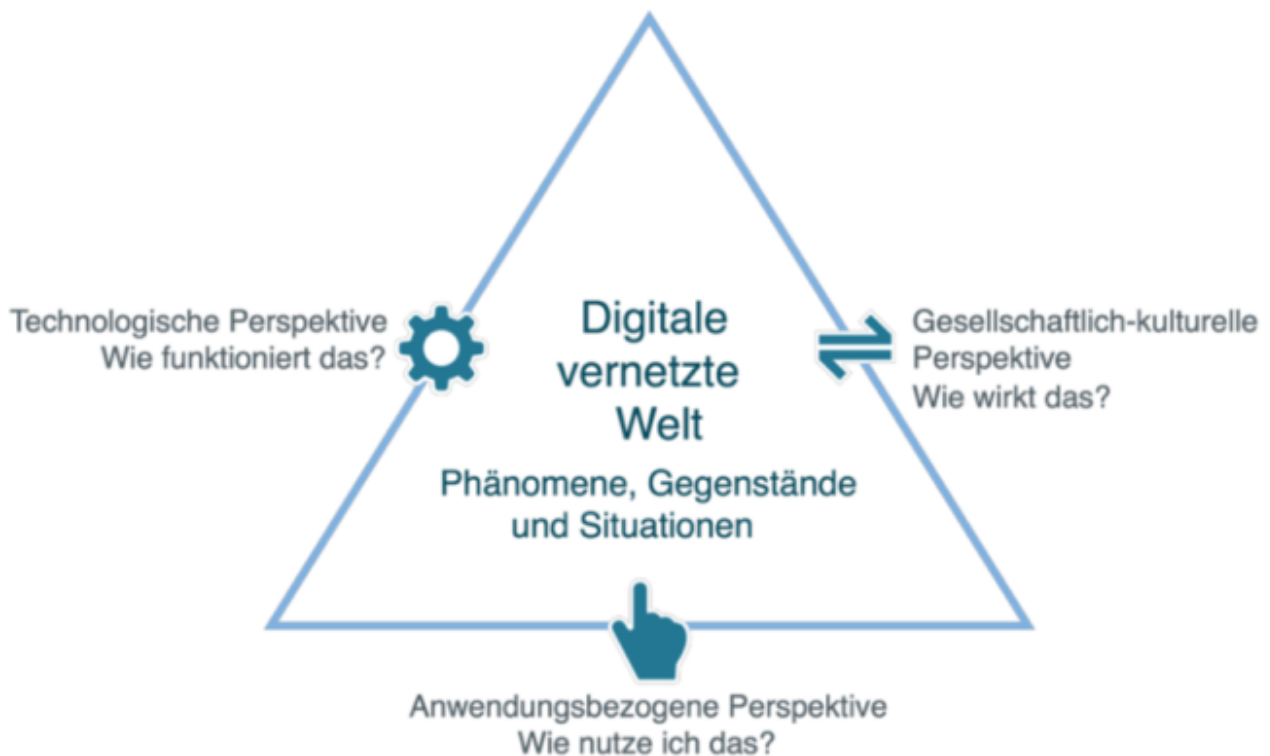 Technologische Perspektive
Wie funktioniert das?
Digitale
vernetzte
Welt
Phänomene, Gegenstände
und Situationen
Gesellschaftlich-kulturelle
Perspektive
Wie wirkt das?
Anwendungsbezogene Perspektive
Wie nutze ich das?